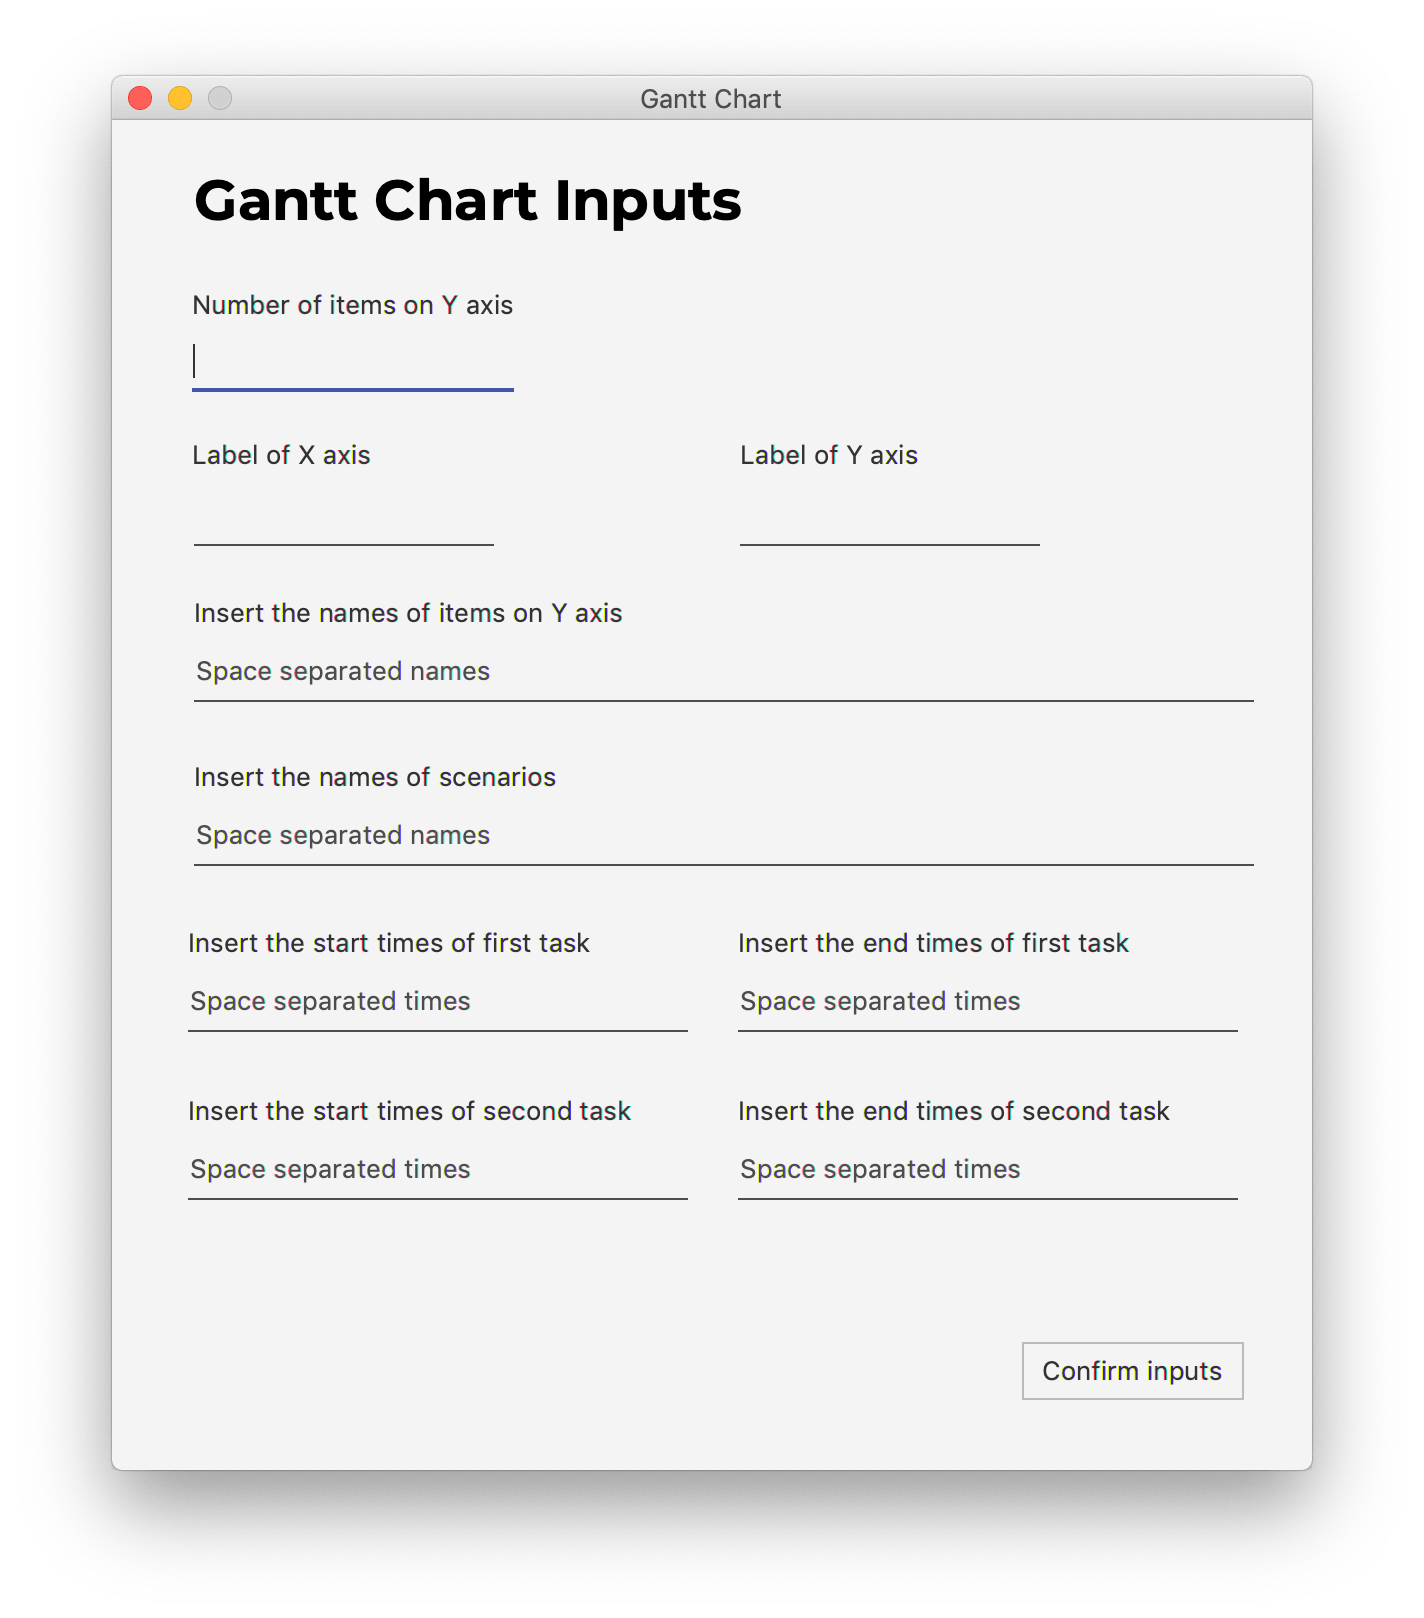 Gantt Chart
Gantt Chart Inputs
Number of items on Y axis
Label of X axis
Label of Y axis
Insert the names of items on Y axis
Space separated names
Insert the names of scenarios
Space separated names
Insert the start times of first task
Insert the end times of first task
Space separated times
Space separated times
Insert the start times of second task
Insert the end times of second task
Space separated times
Space separated times
Confirm inputs